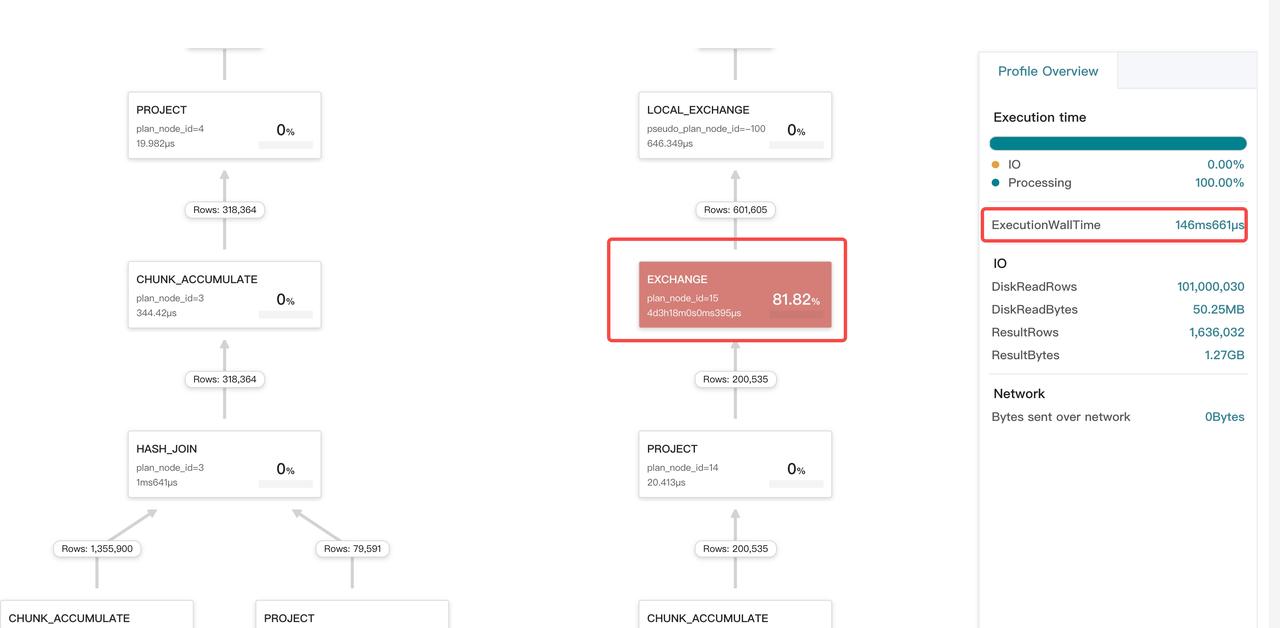 PROJECT
plan_node_id=4
19.982μs
0%
Rows: 318,364
CHUNK_ACCUMULATE
plan_node_id=3
344.42μs
0%
Rows: 318,364
HASH_JOIN
plan_node_id=3
1ms641μs
0%
Rows: 1,355,900
Rows: 79,591
CHUNK_ACCUMULATE
PROJECT
LOCAL_EXCHANGE
pseudo_plan_node_id=-100
646.349μs
0%
Rows: 601,605
EXCHANGE
plan_node_id=15
4d3h18m0s0ms395μs
81.82%
Rows: 200,535
PROJECT
plan_node_id=14
20.413μs
0%
Rows: 200,535
CHUNK_ACCUMULATE
Profile Overview
Execution time
IO 0.00%
Processing 100.00%
ExecutionWallTime 146ms661μs
IO
DiskReadRows 101,000,030
DiskReadBytes 50.25MB
ResultRows 1,636,032
ResultBytes 1.27GB
Network
Bytes sent over network 0Bytes